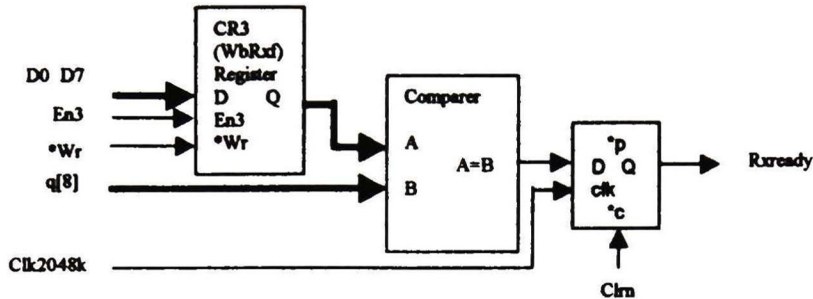 CR3
(WbRxf)
Register
D Q
En3
*Wr
D0 D7
En3
*Wr
q[8]
Clk2048k
Comparer
A
B
A=B
*p
D Q
clk
*c
Rxready
Clrn